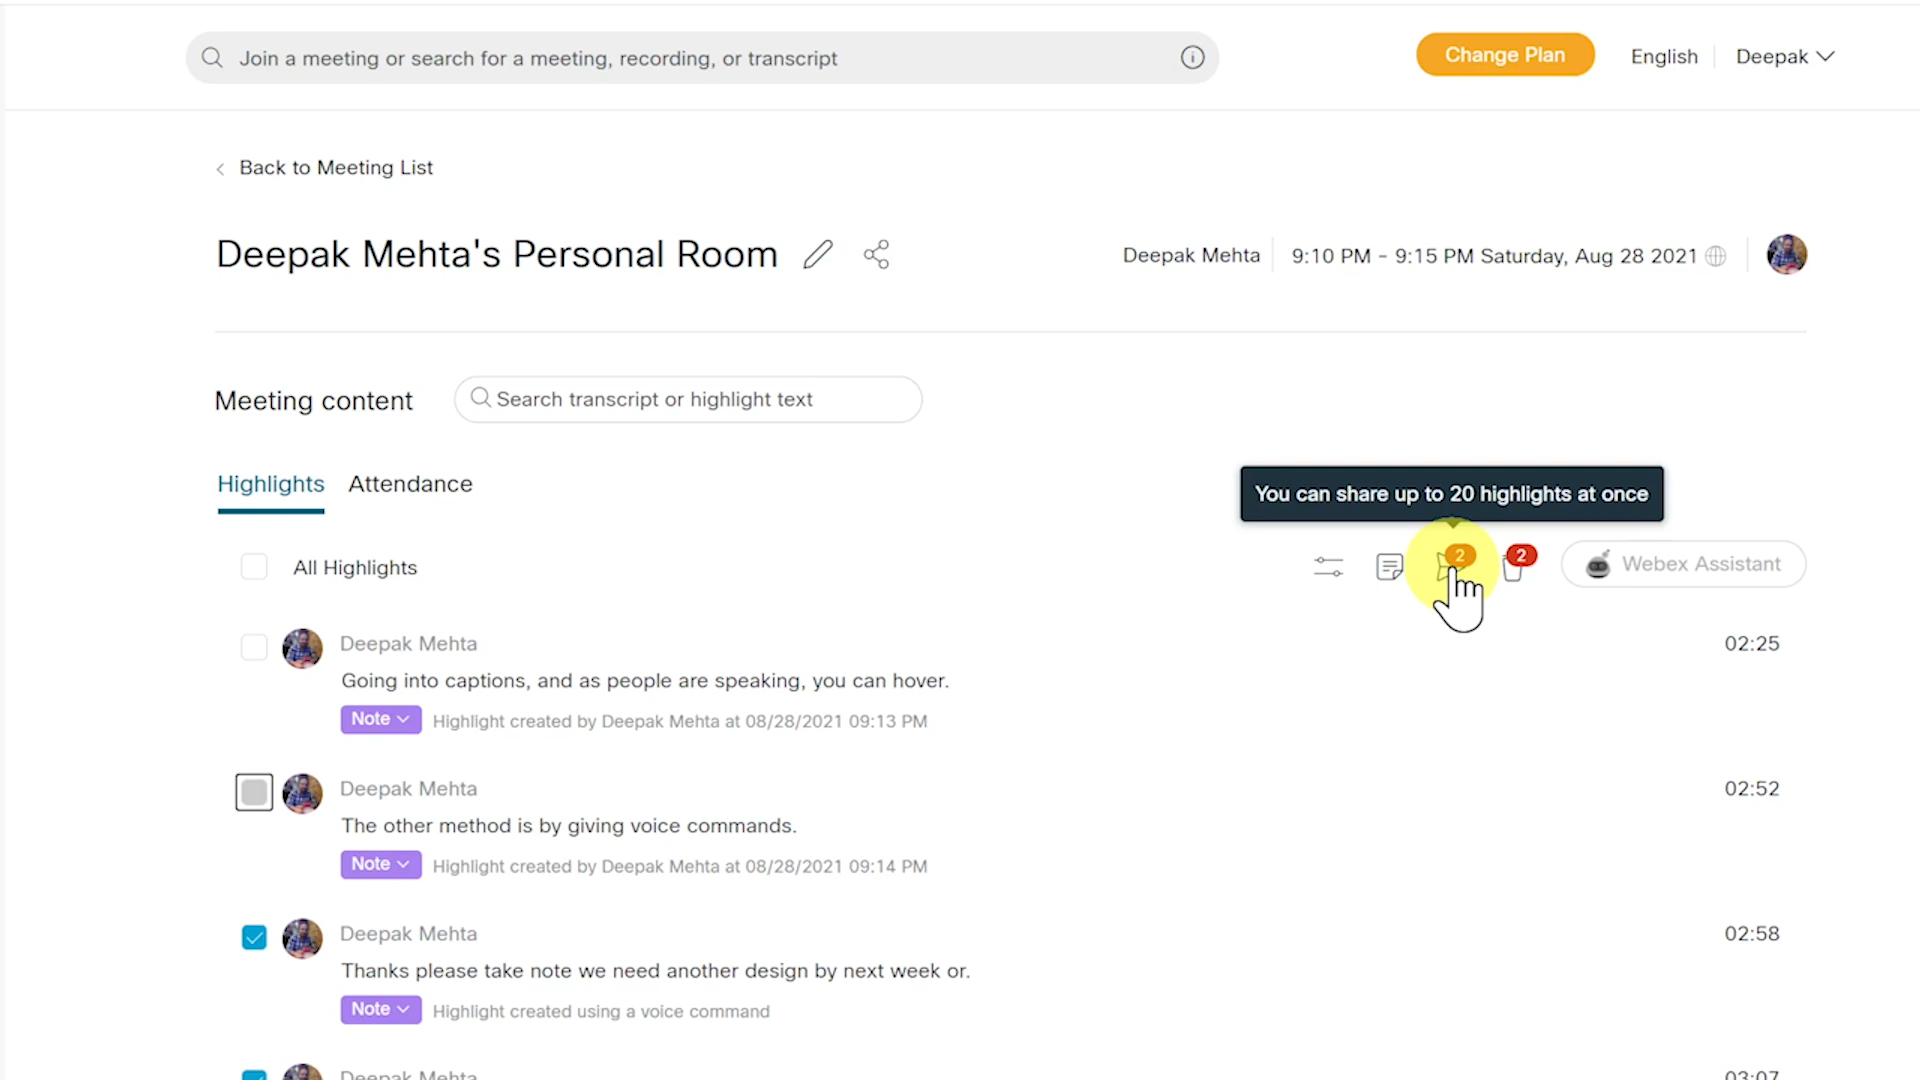 Join a meeting or search for a meeting, recording, or transcript
Change Plan
English
Deepak
Back to Meeting List
Deepak Mehta's Personal Room
Deepak Mehta
9:10 PM - 9:15 PM Saturday, Aug 28 2021
Meeting content
Search transcript or highlight text
Highlights
Attendance
You can share up to 20 highlights at once
All Highlights
2
2
Webex Assistant
Deepak Mehta
02:25
Going into captions, and as people are speaking, you can hover.
Note
Highlight created by Deepak Mehta at 08/28/2021 09:13 PM
Deepak Mehta
02:52
The other method is by giving voice commands.
Note
Highlight created by Deepak Mehta at 08/28/2021 09:14 PM
Deepak Mehta
02:58
Thanks please take note we need another design by next week or.
Note
Highlight created using a voice command
Deepak Mehta
03:07